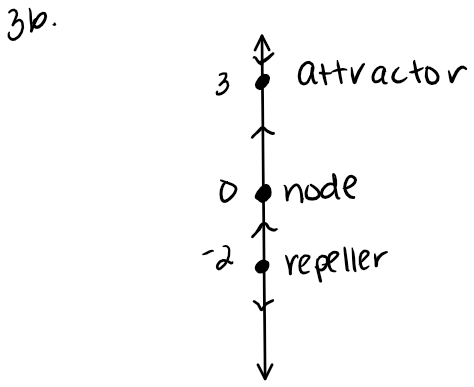 3b.
3 attractor
0 node
-2 repeller